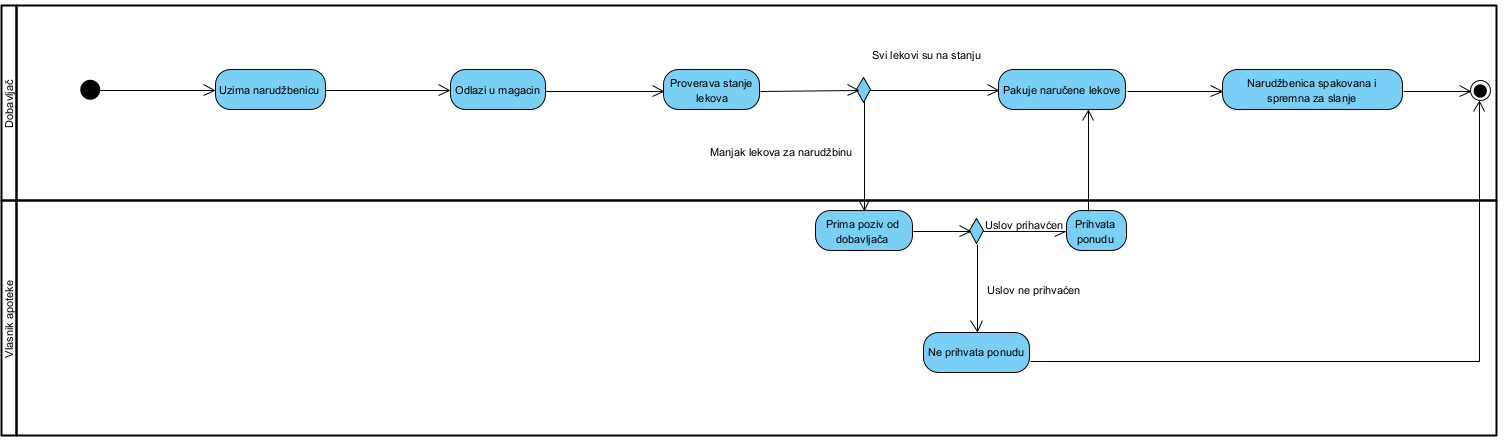 Dobavljač
Svi lekovi su na stanju
Uzima narudžbenicu
Odlazi u magacin
Proverava stanje
lekova
Pakuje naručene lekove
Narudžbenica spakovana i
spremna za slanje
Manjak lekova za narudžbinu
Vlasnik apoteke
Prima poziv od
dobavljača
Uslov prihavćen
Prihvata
ponudu
Uslov ne prihvaćen
Ne prihvata ponudu